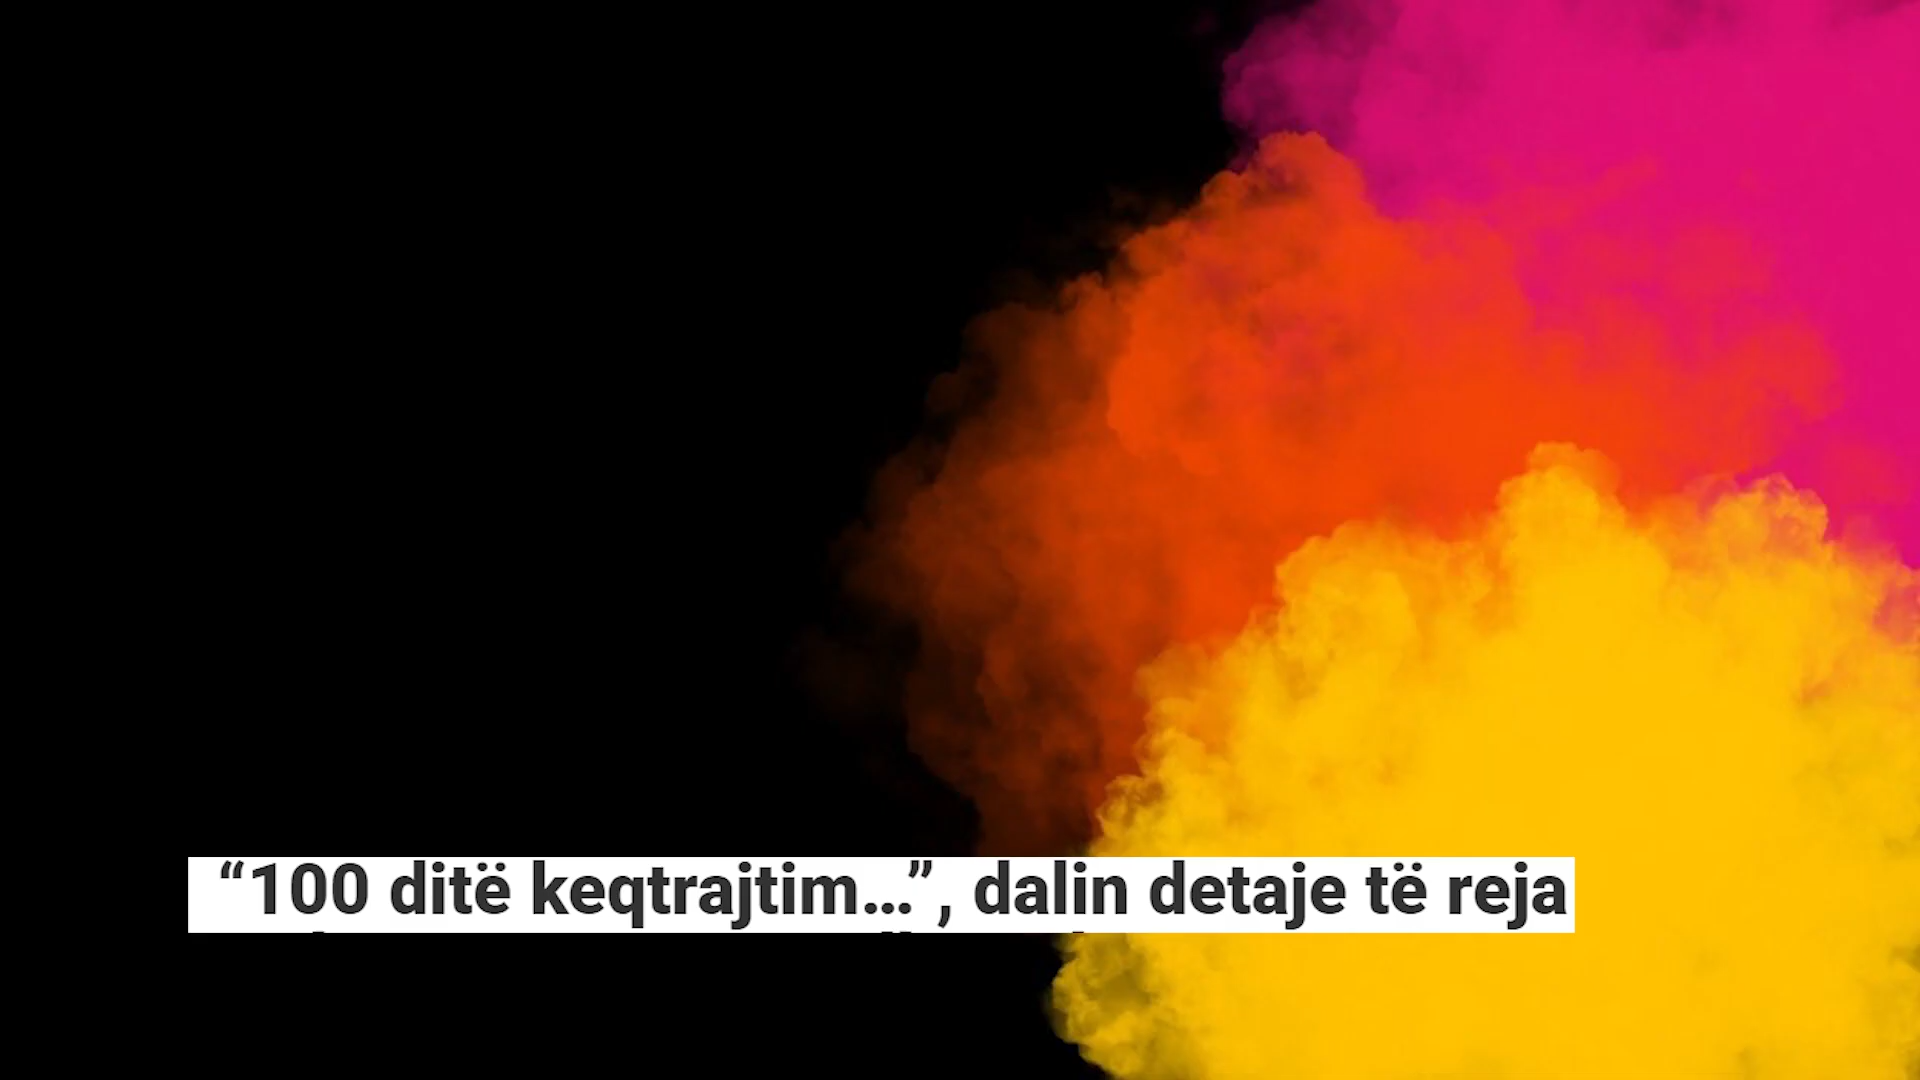 “100 ditë keqtrajtim...”, dalin detaje të reja